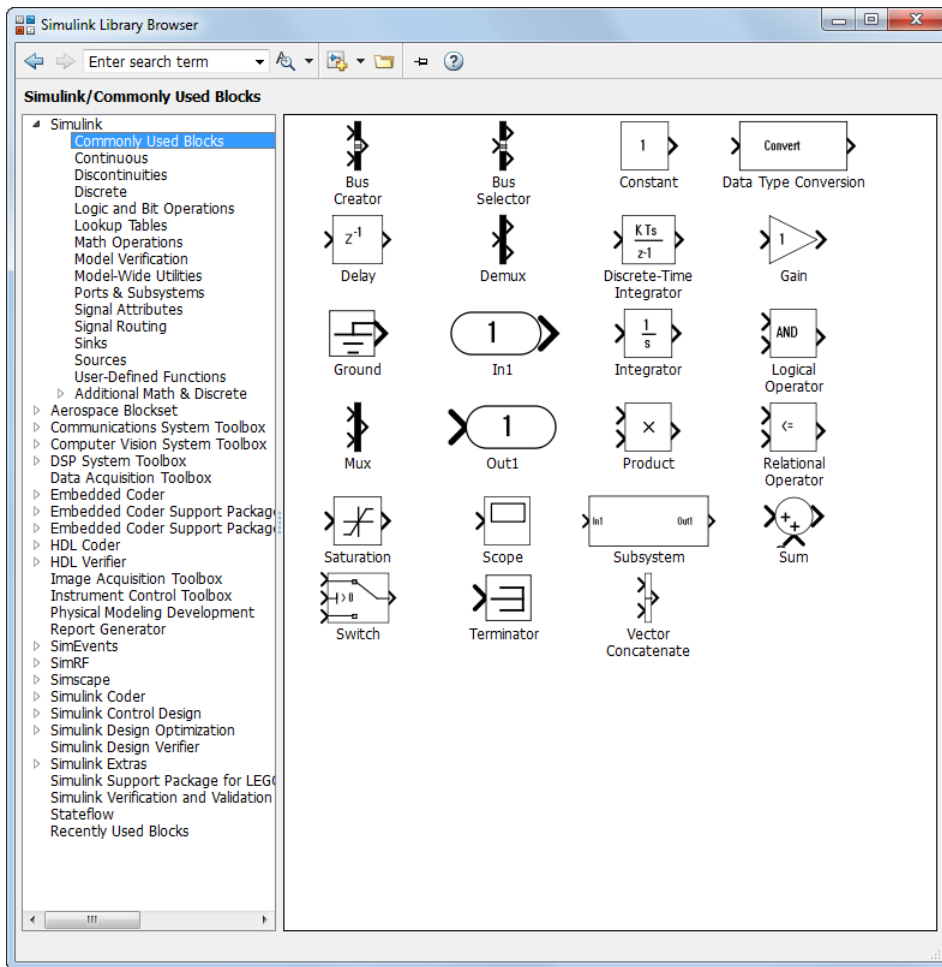 Simulink Library Browser
Enter search term
Simulink/Commonly Used Blocks
Simulink
Commonly Used Blocks
Continuous
Discontinuities
Discrete
Logic and Bit Operations
Lookup Tables
Math Operations
Model Verification
Model-Wide Utilities
Ports & Subsystems
Signal Attributes
Signal Routing
Sinks
Sources
User-Defined Functions
Additional Math & Discrete
Aerospace Blockset
Communications System Toolbox
Computer Vision System Toolbox
DSP System Toolbox
Data Acquisition Toolbox
Embedded Coder
Embedded Coder Support Package
Embedded Coder Support Package
HDL Coder
HDL Verifier
Image Acquisition Toolbox
Instrument Control Toolbox
Physical Modeling Development
Report Generator
SimEvents
SimRF
Simscape
Simulink Coder
Simulink Control Design
Simulink Design Optimization
Simulink Design Verifier
Simulink Extras
Simulink Support Package for LEGO
Simulink Verification and Validation
Stateflow
Recently Used Blocks
1 Convert
Bus Bus Constant Data Type Conversion
Creator Selector
z-1 K Ts 1
z-1
Delay Demux Discrete-Time Gain
Integrator
1 1 AND
s
Ground In1 Integrator Logical
Operator
1 × <=
Mux Out1 Product Relational
Operator
In1 Out1 + +
Saturation Scope Subsystem Sum
> 0
Switch Terminator Vector
Concatenate